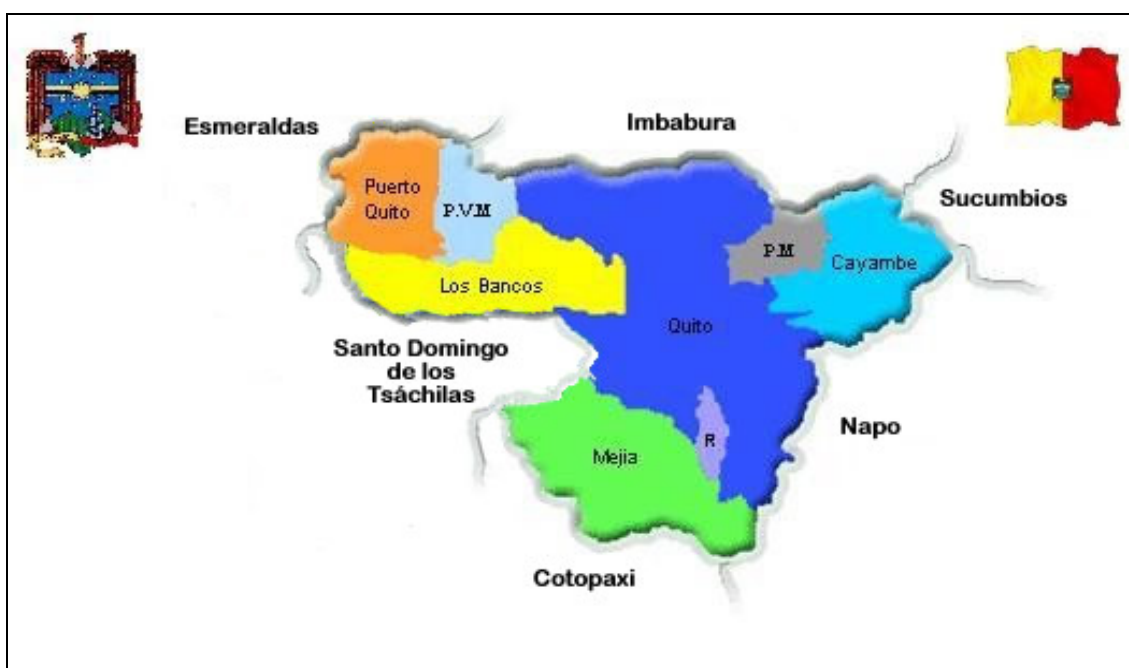 Esmeraldas
Imbabura
Sucumbios
Puerto
Quito
P.V.M
P.M
Cayambe
Los Bancos
Quito
Santo Domingo
de los
Tsáchilas
Napo
R
Mejia
Cotopaxi